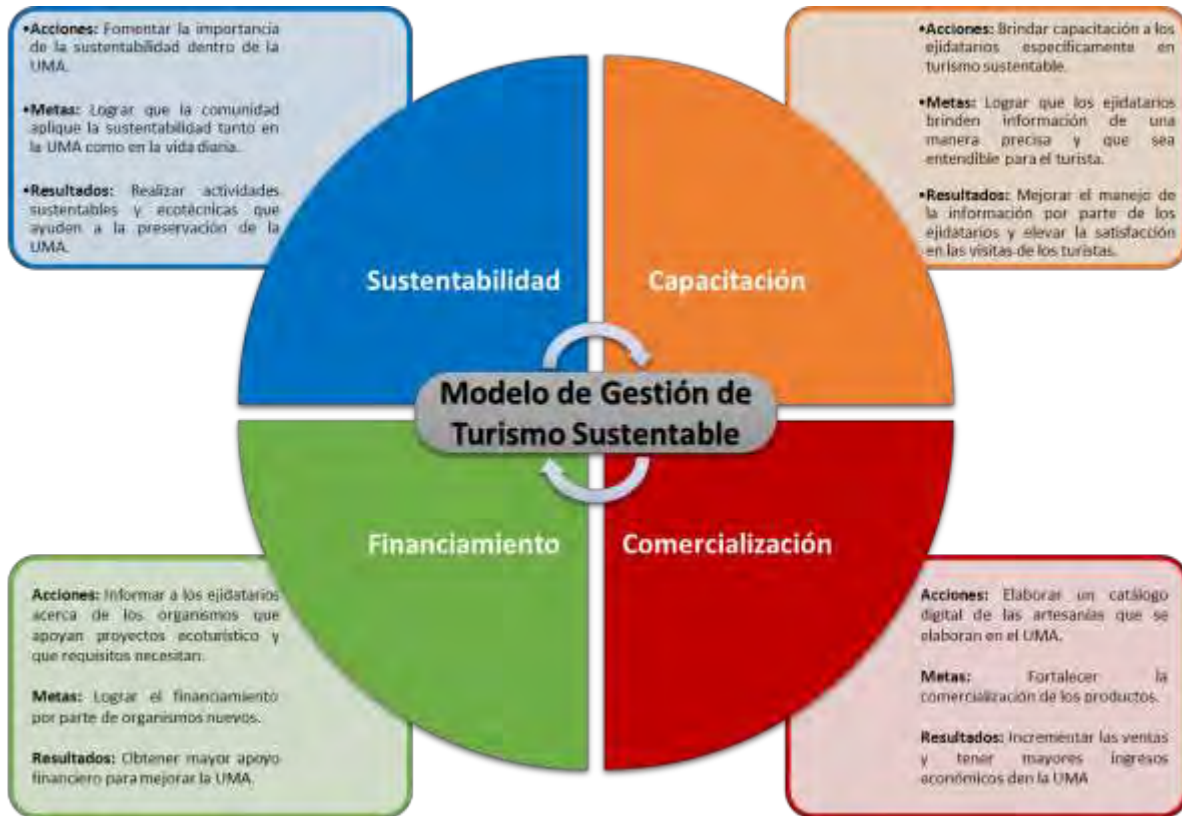 •Acciones: Fomentar la importancia
de la sustentabilidad dentro de la
UMA.
•Metas: Lograr que la comunidad
aplique la sustentabilidad tanto en
la UMA como en la vida diaria.
•Resultados: Realizar actividades
sustentables y ecotécnicas que
ayuden a la preservación de la
UMA.
•Acciones: Brindar capacitación a los
ejidatarios específicamente en
turismo sustentable.
•Metas: Lograr que los ejidatarios
brinden información de una
manera precisa y que sea
entendible para el turista.
•Resultados: Mejorar el manejo de
la información por parte de los
ejidatarios y elevar la satisfacción
en las visitas de los turistas.
Sustentabilidad
Capacitación
Modelo de Gestión de
Turismo Sustentable
Financiamiento
Comercialización
Acciones: Informar a los ejidatarios
acerca de los organismos que
apoyan proyectos ecoturístico y
que requisitos necesitan.
Metas: Lograr el financiamiento
por parte de organismos nuevos.
Resultados: Obtener mayor apoyo
financiero para mejorar la UMA.
Acciones: Elaborar un catálogo
digital de las artesanías que se
elaboran en el UMA.
Metas: Fortalecer la
comercialización de los productos.
Resultados: Incrementar las ventas
y tener mayores ingresos
económicos den la UMA